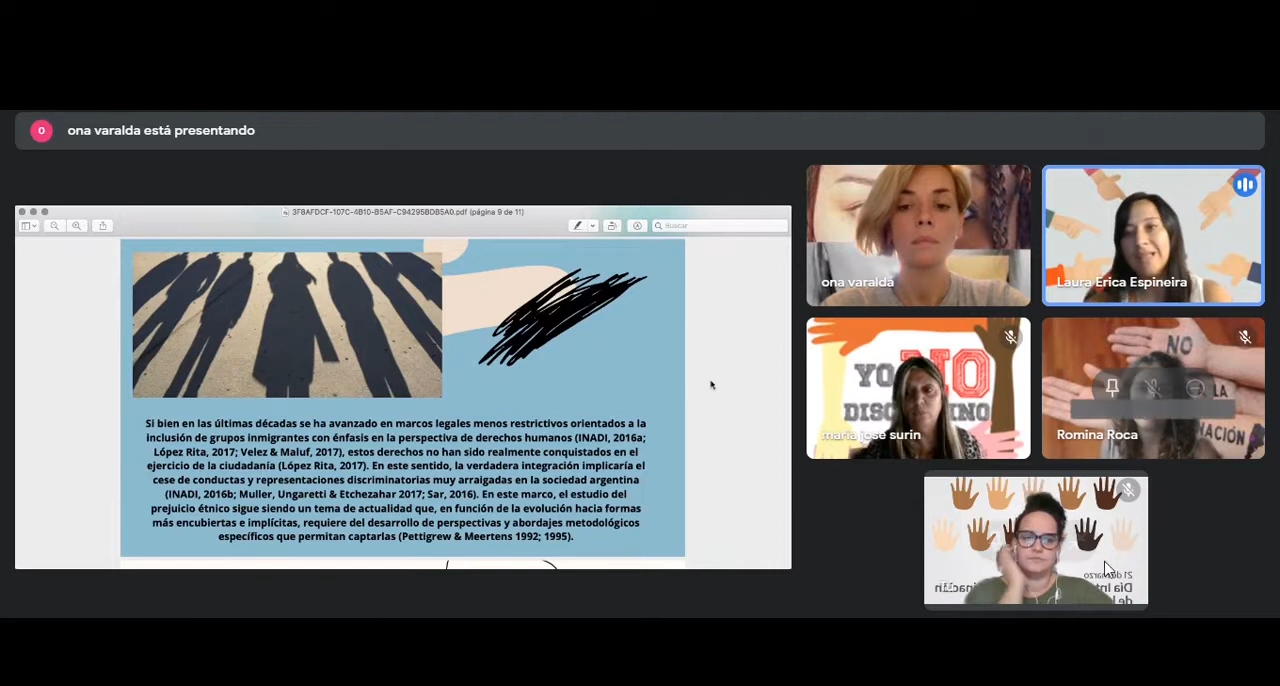 O
ona varalda está presentando
3F8AFDCF-107C-4B10-B5AF-C94295BDB5A0.pdf (página 9 de 11)
Buscar
Si bien en las últimas décadas se ha avanzado en marcos legales menos restrictivos orientados a la
inclusión de grupos inmigrantes con énfasis en la perspectiva de derechos humanos (INADI, 2016a;
López Rita, 2017; Velez & Maluf, 2017), estos derechos no han sido realmente conquistados en el
ejercicio de la ciudadanía (López Rita, 2017). En este sentido, la verdadera integración implicaría el
cese de conductas y representaciones discriminatorias muy arraigadas en la sociedad argentina
(INADI, 2016b; Muller, Ungaretti & Etchezahar 2017; Sar, 2016). En este marco, el estudio del
prejuicio étnico sigue siendo un tema de actualidad que, en función de la evolución hacia formas
más encubiertas e implícitas, requiere del desarrollo de perspectivas y abordajes metodológicos
específicos que permitan captarlas (Pettigrew & Meertens 1992; 1995).
ona varalda
Laura Erica Espineira
YO NO
maria jose surin
NO
LA
Romina Roca
21 de marzo
Día Int
de l